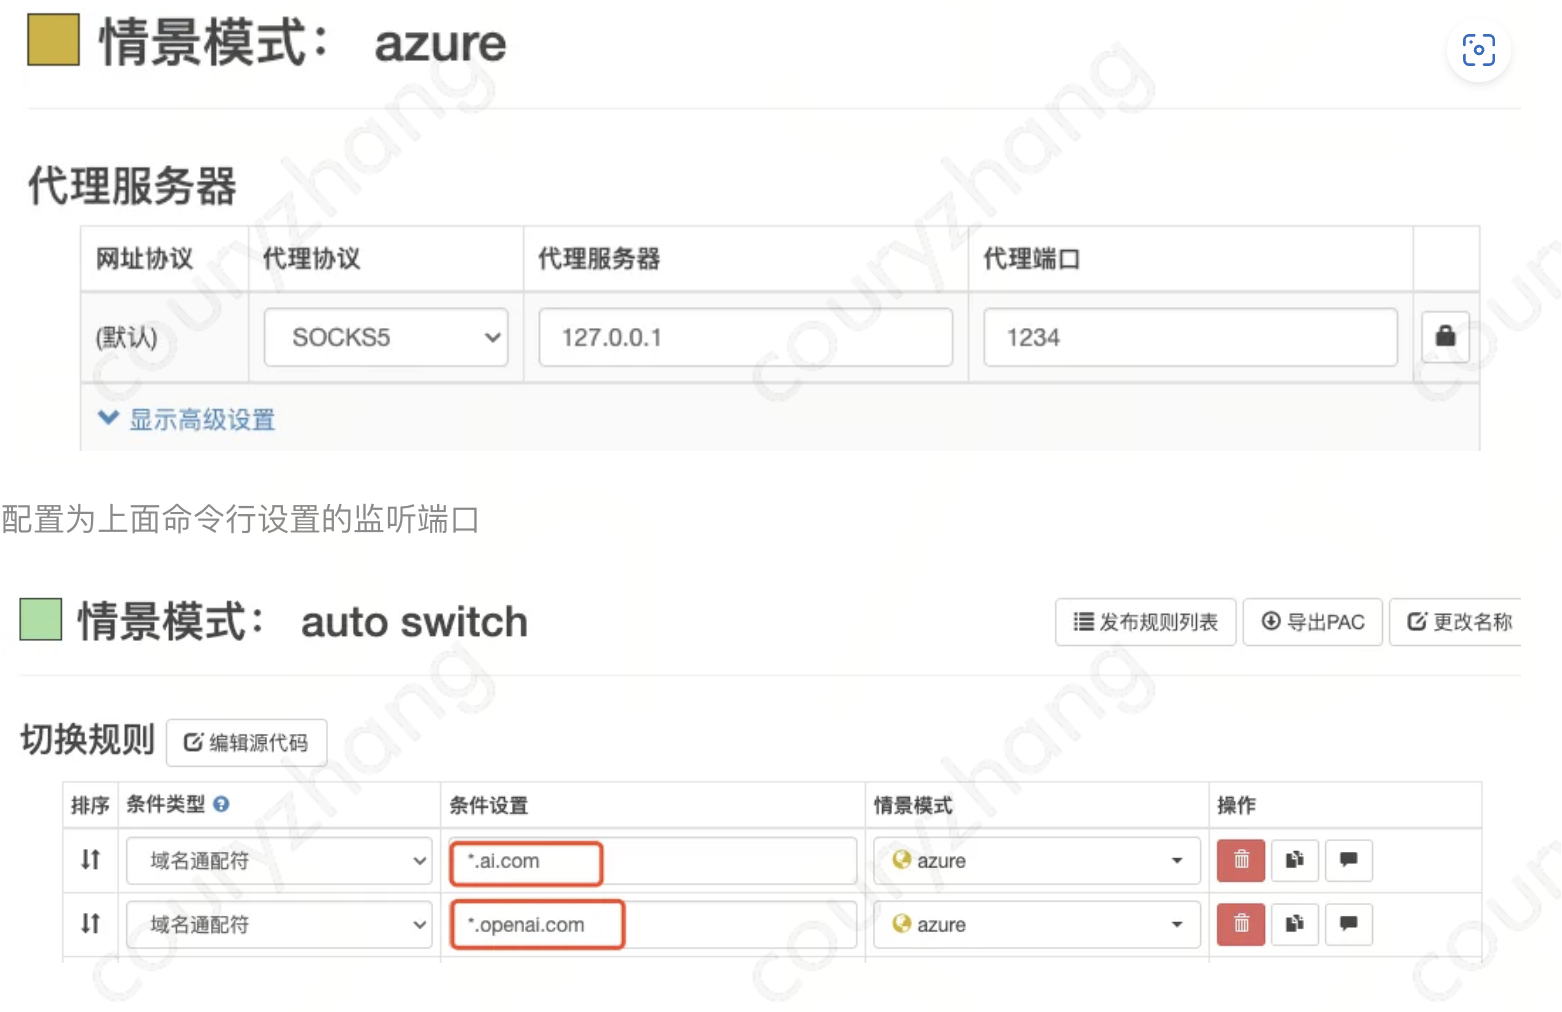 情景模式： azure
代理服务器
网址协议 代理协议 代理服务器 代理端口
(默认) SOCKS5 127.0.0.1 1234
显示高级设置
配置为上面命令行设置的监听端口
情景模式： auto switch 发布规则列表 导出PAC 更改名称
切换规则 编辑源代码
排序 条件类型 条件设置 情景模式 操作
域名通配符 *.ai.com azure
域名通配符 *.openai.com azure
couryzhang